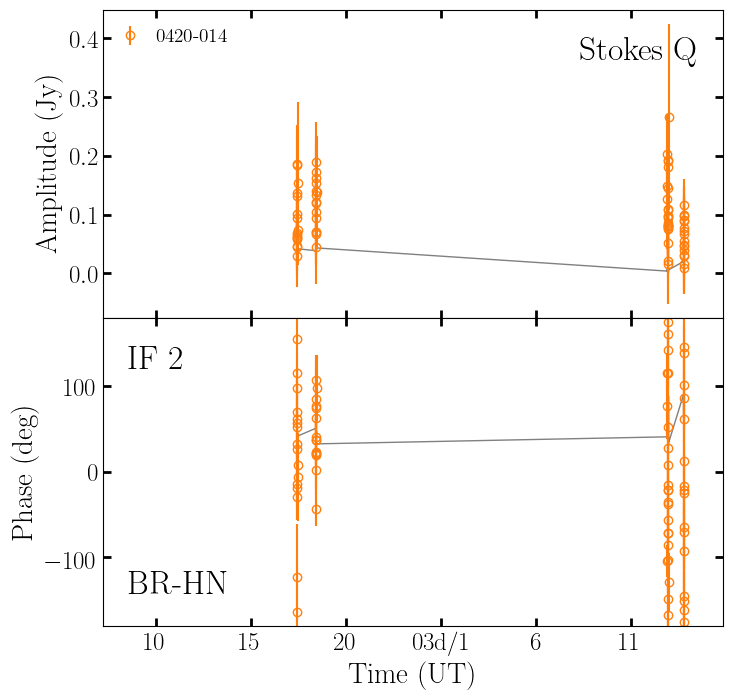 0420-014
Stokes Q
Amplitude (Jy)
0.4
0.3
0.2
0.1
0.0
IF 2
BR-HN
Phase (deg)
100
0
−100
10 15 20 03d/1 6 11
Time (UT)